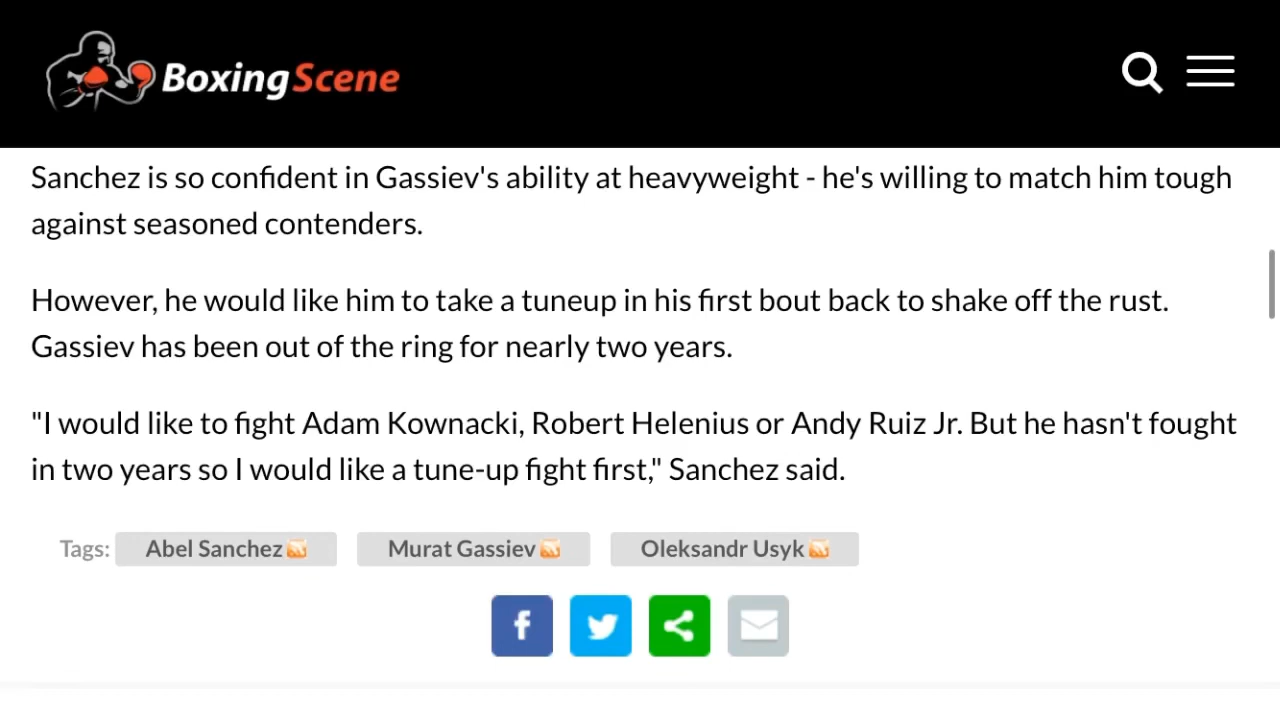 BoxingScene
Sanchez is so confident in Gassiev's ability at heavyweight - he's willing to match him tough
against seasoned contenders.
However, he would like him to take a tuneup in his first bout back to shake off the rust.
Gassiev has been out of the ring for nearly two years.
"I would like to fight Adam Kownacki, Robert Helenius or Andy Ruiz Jr. But he hasn't fought
in two years so I would like a tune-up fight first," Sanchez said.
Tags: Abel Sanchez Murat Gassiev Oleksandr Usyk